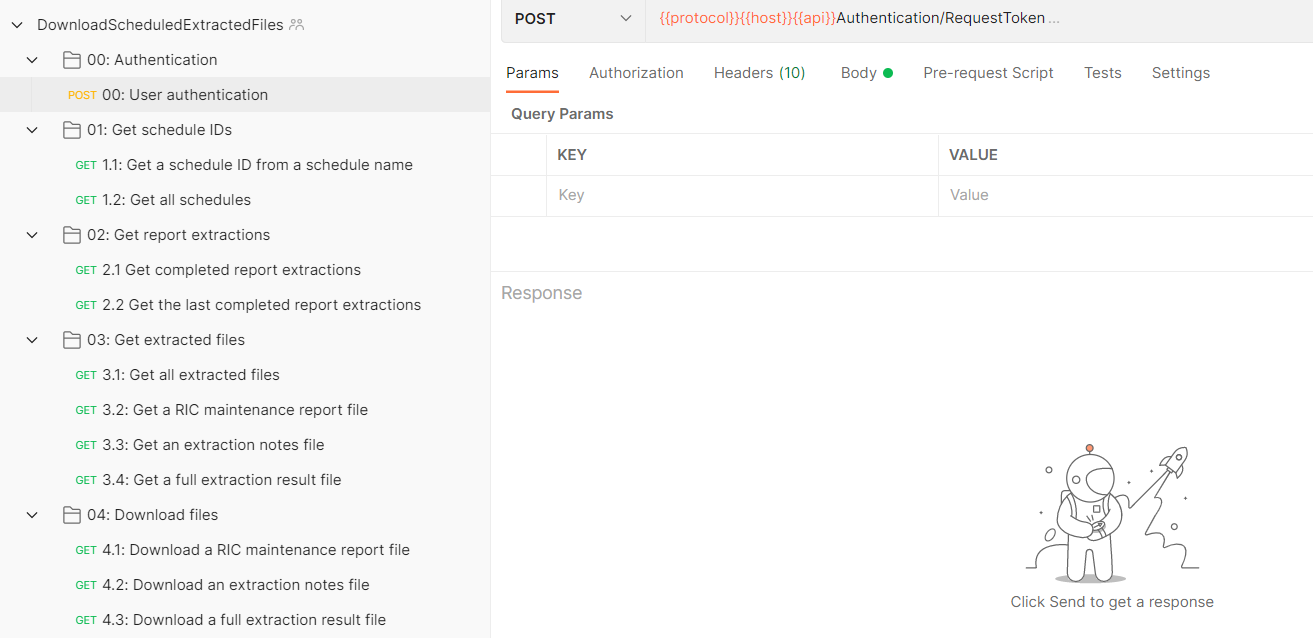 DownloadScheduledExtractedFiles
00: Authentication
POST 00: User authentication
01: Get schedule IDs
GET 1.1: Get a schedule ID from a schedule name
GET 1.2: Get all schedules
02: Get report extractions
GET 2.1 Get completed report extractions
GET 2.2 Get the last completed report extractions
03: Get extracted files
GET 3.1: Get all extracted files
GET 3.2: Get a RIC maintenance report file
GET 3.3: Get an extraction notes file
GET 3.4: Get a full extraction result file
04: Download files
GET 4.1: Download a RIC maintenance report file
GET 4.2: Download an extraction notes file
GET 4.3: Download a full extraction result file
POST {{protocol}}{{host}}{{api}}Authentication/RequestToken ...
Params Authorization Headers (10) Body Pre-request Script Tests Settings
Query Params
KEY VALUE
Key Value
Response
Click Send to get a response